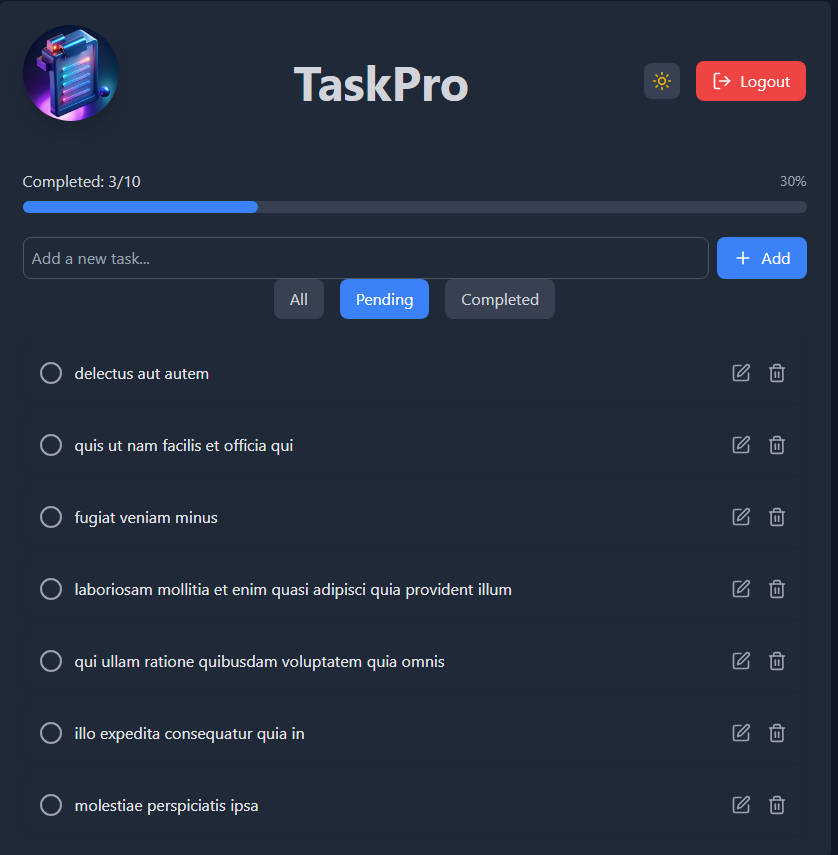 TaskPro
Logout
Completed: 3/10 30%
Add a new task...
Add
All Pending Completed
delectus aut autem
quis ut nam facilis et officia qui
fugiat veniam minus
laboriosam mollitia et enim quasi adipisci quia provident illum
qui ullam ratione quibusdam voluptatem quia omnis
illo expedita consequatur quia in
molestiae perspiciatis ipsa